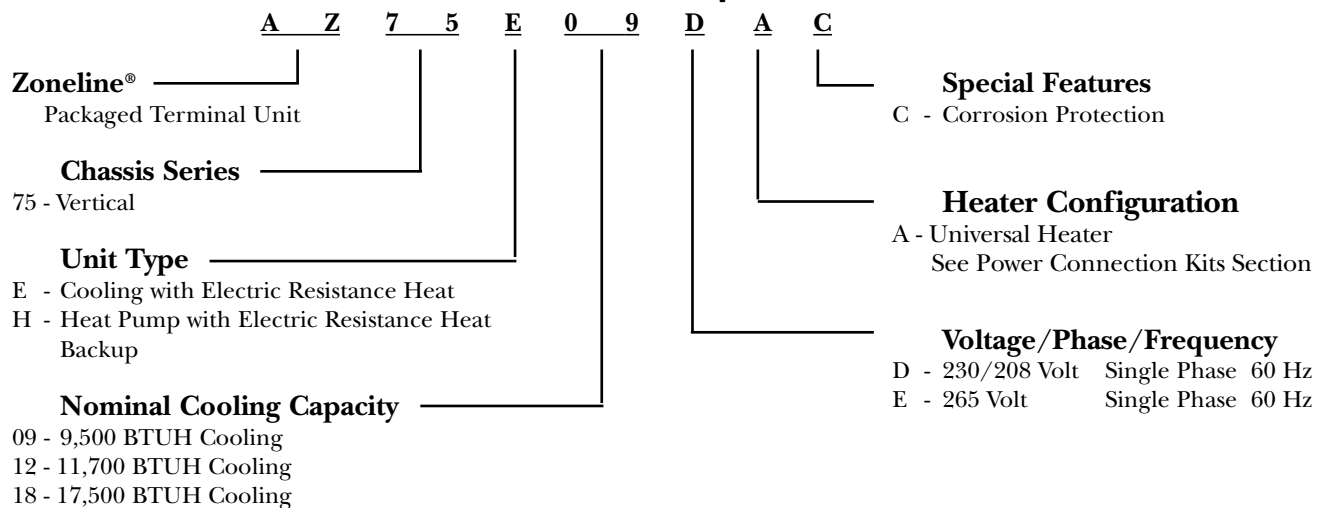 A Z 7 5 E 0 9 D A C
Zoneline®
Packaged Terminal Unit
Chassis Series
75 - Vertical
Unit Type
E - Cooling with Electric Resistance Heat
H - Heat Pump with Electric Resistance Heat
Backup
Nominal Cooling Capacity
09 - 9,500 BTUH Cooling
12 - 11,700 BTUH Cooling
18 - 17,500 BTUH Cooling
Special Features
C - Corrosion Protection
Heater Configuration
A - Universal Heater
See Power Connection Kits Section
Voltage/Phase/Frequency
D - 230/208 Volt Single Phase 60 Hz
E - 265 Volt Single Phase 60 Hz